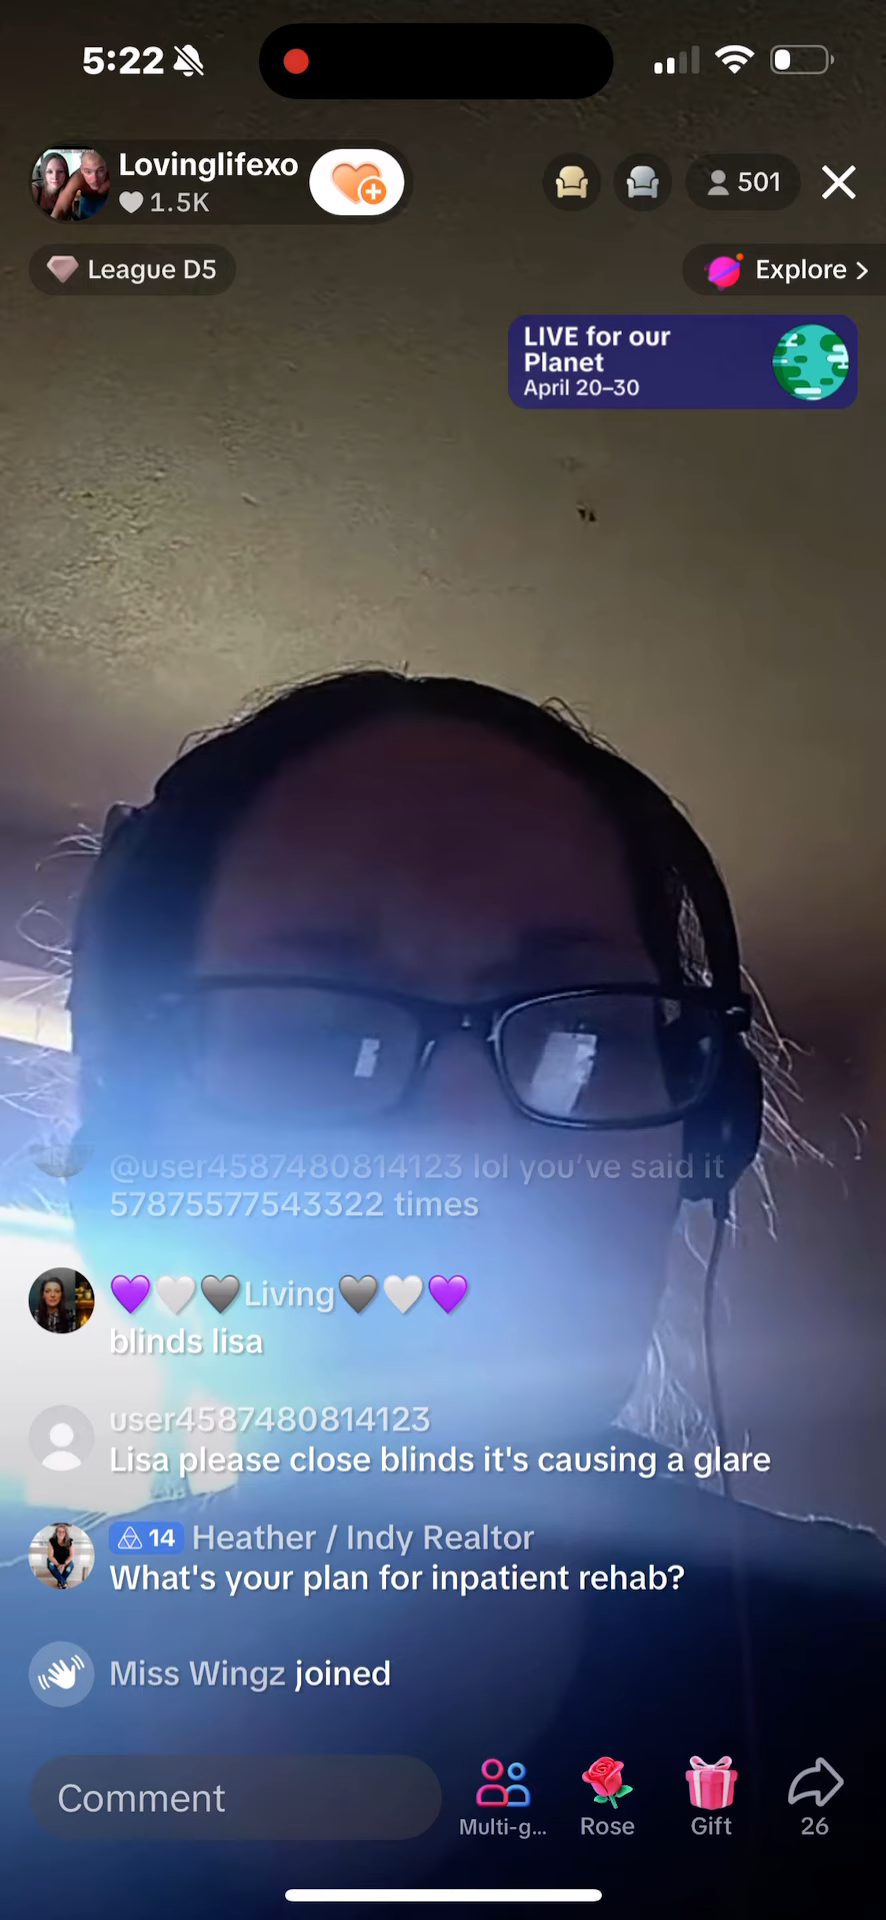 5:22
Lovinglifexo
1.5K
501
League D5
Explore >
LIVE for our
Planet
April 20–30
@user4587480814123 lol you've said it
57875577543322 times
💜🤍🖤Living🖤🤍💜
blinds lisa
user4587480814123
Lisa please close blinds it's causing a glare
14 Heather / Indy Realtor
What's your plan for inpatient rehab?
Miss Wingz joined
Comment
Multi-g...
Rose
Gift
26